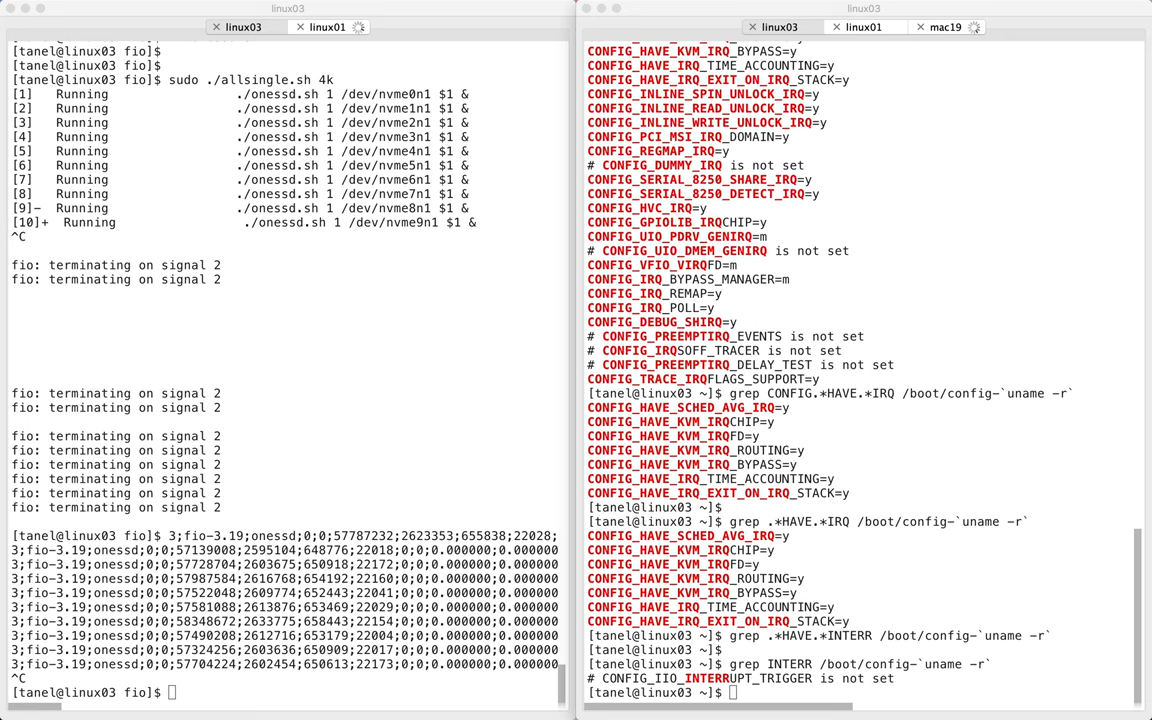 linux03
linux03
linux01
[tanel@linux03 fio]$
[tanel@linux03 fio]$
[tanel@linux03 fio]$ sudo ./allsingle.sh 4k
[1]   Running                 ./onessd.sh 1 /dev/nvme0n1 $1 &
[2]   Running                 ./onessd.sh 1 /dev/nvme1n1 $1 &
[3]   Running                 ./onessd.sh 1 /dev/nvme2n1 $1 &
[4]   Running                 ./onessd.sh 1 /dev/nvme3n1 $1 &
[5]   Running                 ./onessd.sh 1 /dev/nvme4n1 $1 &
[6]   Running                 ./onessd.sh 1 /dev/nvme5n1 $1 &
[7]   Running                 ./onessd.sh 1 /dev/nvme6n1 $1 &
[8]   Running                 ./onessd.sh 1 /dev/nvme7n1 $1 &
[9]-  Running                 ./onessd.sh 1 /dev/nvme8n1 $1 &
[10]+  Running                 ./onessd.sh 1 /dev/nvme9n1 $1 &
^C
fio: terminating on signal 2
fio: terminating on signal 2
fio: terminating on signal 2
fio: terminating on signal 2
fio: terminating on signal 2
fio: terminating on signal 2
fio: terminating on signal 2
fio: terminating on signal 2
fio: terminating on signal 2
fio: terminating on signal 2
[tanel@linux03 fio]$ 3;fio-3.19;onessd;0;0;57787232;2623353;655838;22028;
3;fio-3.19;onessd;0;0;57139008;2595104;648776;22018;0;0;0.000000;0.000000
3;fio-3.19;onessd;0;0;57728704;2603675;650918;22172;0;0;0.000000;0.000000
3;fio-3.19;onessd;0;0;57987584;2616768;654192;22160;0;0;0.000000;0.000000
3;fio-3.19;onessd;0;0;57522048;2609774;652443;22041;0;0;0.000000;0.000000
3;fio-3.19;onessd;0;0;57581088;2613876;653469;22029;0;0;0.000000;0.000000
3;fio-3.19;onessd;0;0;58348672;2633775;658443;22154;0;0;0.000000;0.000000
3;fio-3.19;onessd;0;0;57490208;2612716;653179;22004;0;0;0.000000;0.000000
3;fio-3.19;onessd;0;0;57324256;2603636;650909;22017;0;0;0.000000;0.000000
3;fio-3.19;onessd;0;0;57704224;2602454;650613;22173;0;0;0.000000;0.000000
^C
[tanel@linux03 fio]$
linux03
linux03
linux01
mac19
CONFIG_HAVE_KVM_IRQ_BYPASS=y
CONFIG_HAVE_IRQ_TIME_ACCOUNTING=y
CONFIG_HAVE_IRQ_EXIT_ON_IRQ_STACK=y
CONFIG_INLINE_SPIN_UNLOCK_IRQ=y
CONFIG_INLINE_READ_UNLOCK_IRQ=y
CONFIG_INLINE_WRITE_UNLOCK_IRQ=y
CONFIG_PCI_MSI_IRQ_DOMAIN=y
CONFIG_REGMAP_IRQ=y
# CONFIG_DUMMY_IRQ is not set
CONFIG_SERIAL_8250_SHARE_IRQ=y
CONFIG_SERIAL_8250_DETECT_IRQ=y
CONFIG_HVC_IRQ=y
CONFIG_GPIOLIB_IRQCHIP=y
CONFIG_UIO_PDRV_GENIRQ=m
# CONFIG_UIO_DMEM_GENIRQ is not set
CONFIG_VFIO_VIRQFD=m
CONFIG_IRQ_BYPASS_MANAGER=m
CONFIG_IRQ_REMAP=y
CONFIG_IRQ_POLL=y
CONFIG_DEBUG_SHIRQ=y
# CONFIG_PREEMPTIRQ_EVENTS is not set
# CONFIG_IRQSOFF_TRACER is not set
# CONFIG_PREEMPTIRQ_DELAY_TEST is not set
CONFIG_TRACE_IRQFLAGS_SUPPORT=y
[tanel@linux03 ~]$ grep CONFIG.*HAVE.*IRQ /boot/config-`uname -r`
CONFIG_HAVE_SCHED_AVG_IRQ=y
CONFIG_HAVE_KVM_IRQCHIP=y
CONFIG_HAVE_KVM_IRQFD=y
CONFIG_HAVE_KVM_IRQ_ROUTING=y
CONFIG_HAVE_KVM_IRQ_BYPASS=y
CONFIG_HAVE_IRQ_TIME_ACCOUNTING=y
CONFIG_HAVE_IRQ_EXIT_ON_IRQ_STACK=y
[tanel@linux03 ~]$
[tanel@linux03 ~]$ grep .*HAVE.*IRQ /boot/config-`uname -r`
CONFIG_HAVE_SCHED_AVG_IRQ=y
CONFIG_HAVE_KVM_IRQCHIP=y
CONFIG_HAVE_KVM_IRQFD=y
CONFIG_HAVE_KVM_IRQ_ROUTING=y
CONFIG_HAVE_KVM_IRQ_BYPASS=y
CONFIG_HAVE_IRQ_TIME_ACCOUNTING=y
CONFIG_HAVE_IRQ_EXIT_ON_IRQ_STACK=y
[tanel@linux03 ~]$ grep .*HAVE.*INTERR /boot/config-`uname -r`
[tanel@linux03 ~]$
[tanel@linux03 ~]$ grep INTERR /boot/config-`uname -r`
# CONFIG_IIO_INTERRUPT_TRIGGER is not set
[tanel@linux03 ~]$